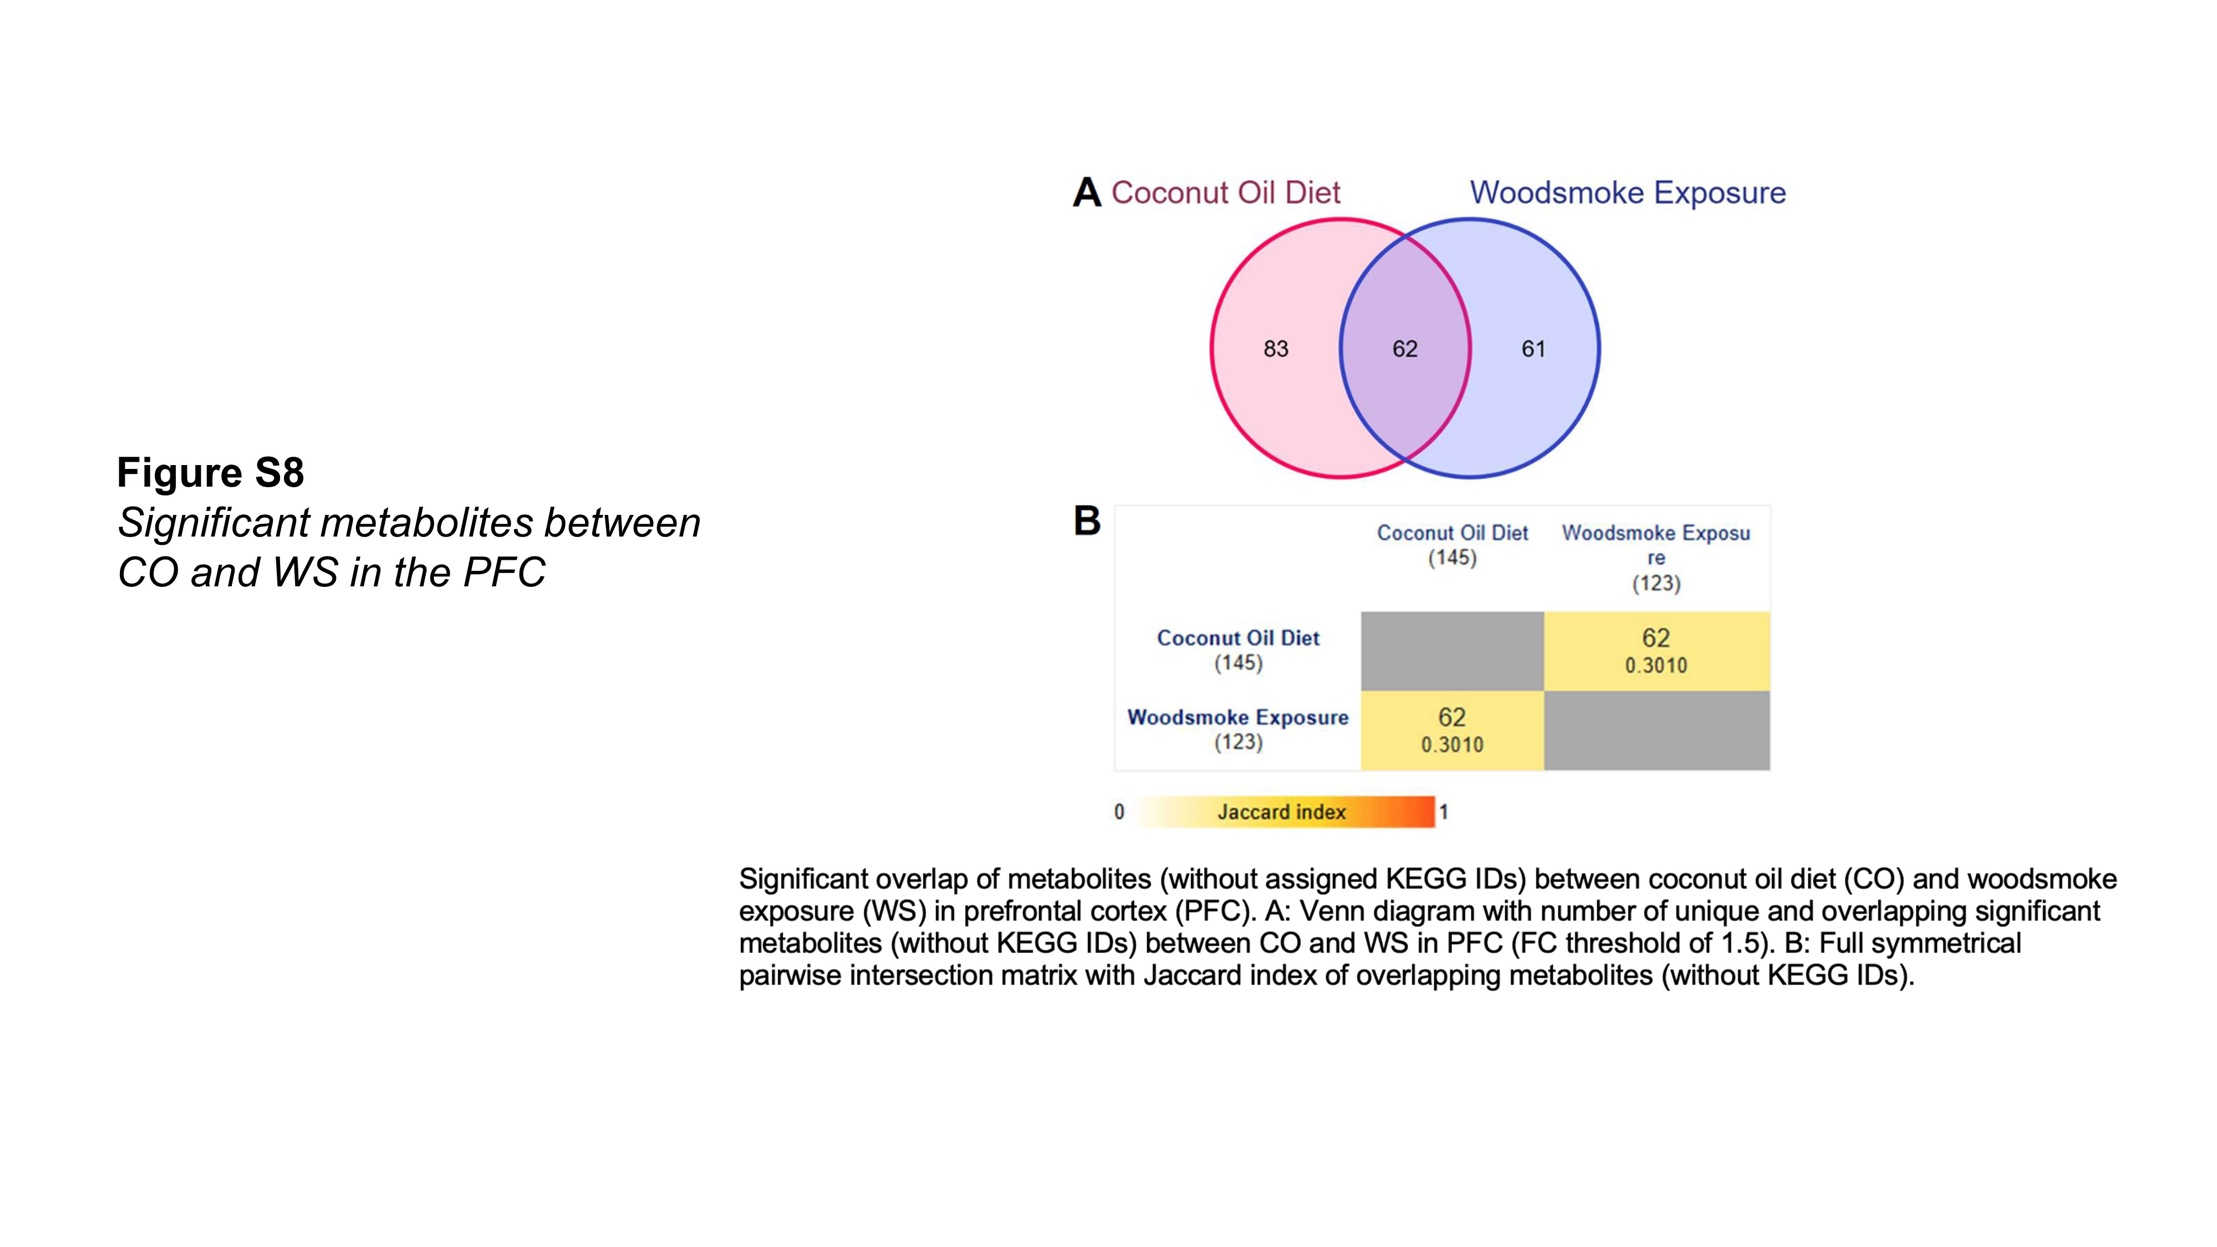 Figure S8
Significant metabolites between
CO and WS in the PFC
A Coconut Oil Diet
Woodsmoke Exposure
83
62
61
B
Coconut Oil Diet
(145)
Woodsmoke Exposu
re
(123)
Coconut Oil Diet
(145)
62
0.3010
Woodsmoke Exposure
(123)
62
0.3010
0
Jaccard index
1
Significant overlap of metabolites (without assigned KEGG IDs) between coconut oil diet (CO) and woodsmoke
exposure (WS) in prefrontal cortex (PFC). A: Venn diagram with number of unique and overlapping significant
metabolites (without KEGG IDs) between CO and WS in PFC (FC threshold of 1.5). B: Full symmetrical
pairwise intersection matrix with Jaccard index of overlapping metabolites (without KEGG IDs).